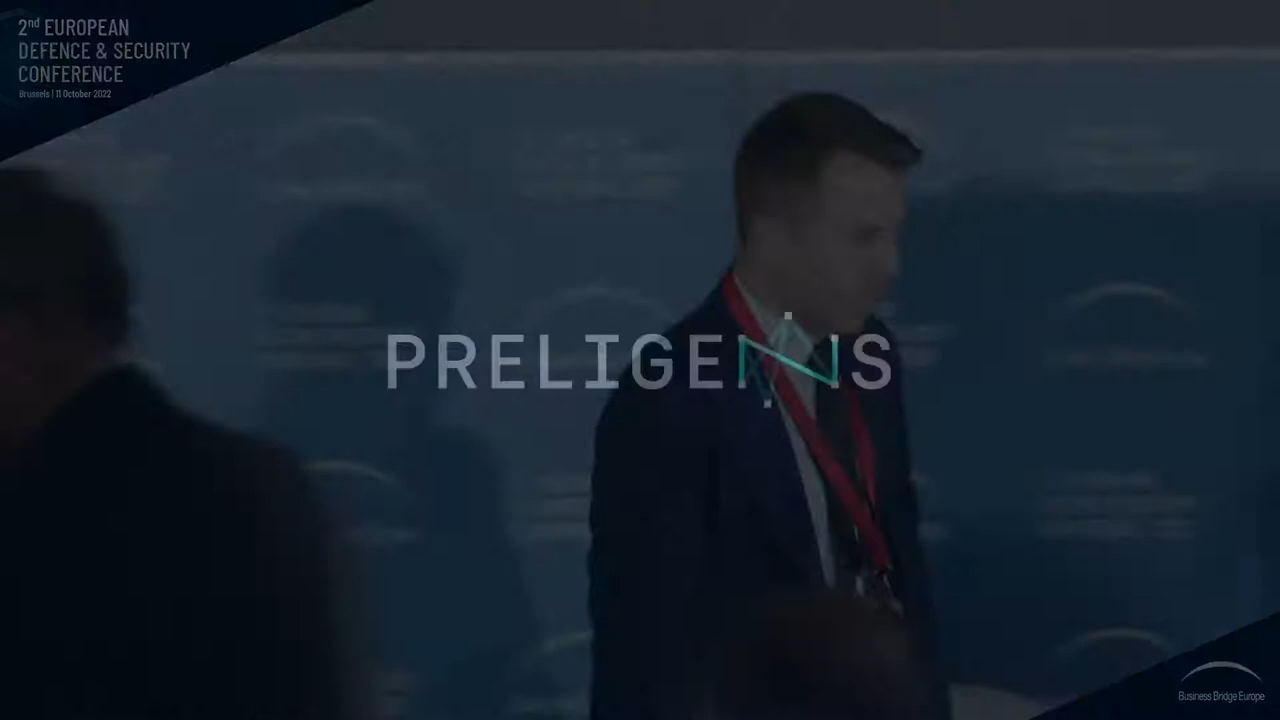 2nd EUROPEAN
DEFENCE & SECURITY
CONFERENCE
Brussels | 11 October 2022
PRELIGENS
Business Bridge Europe